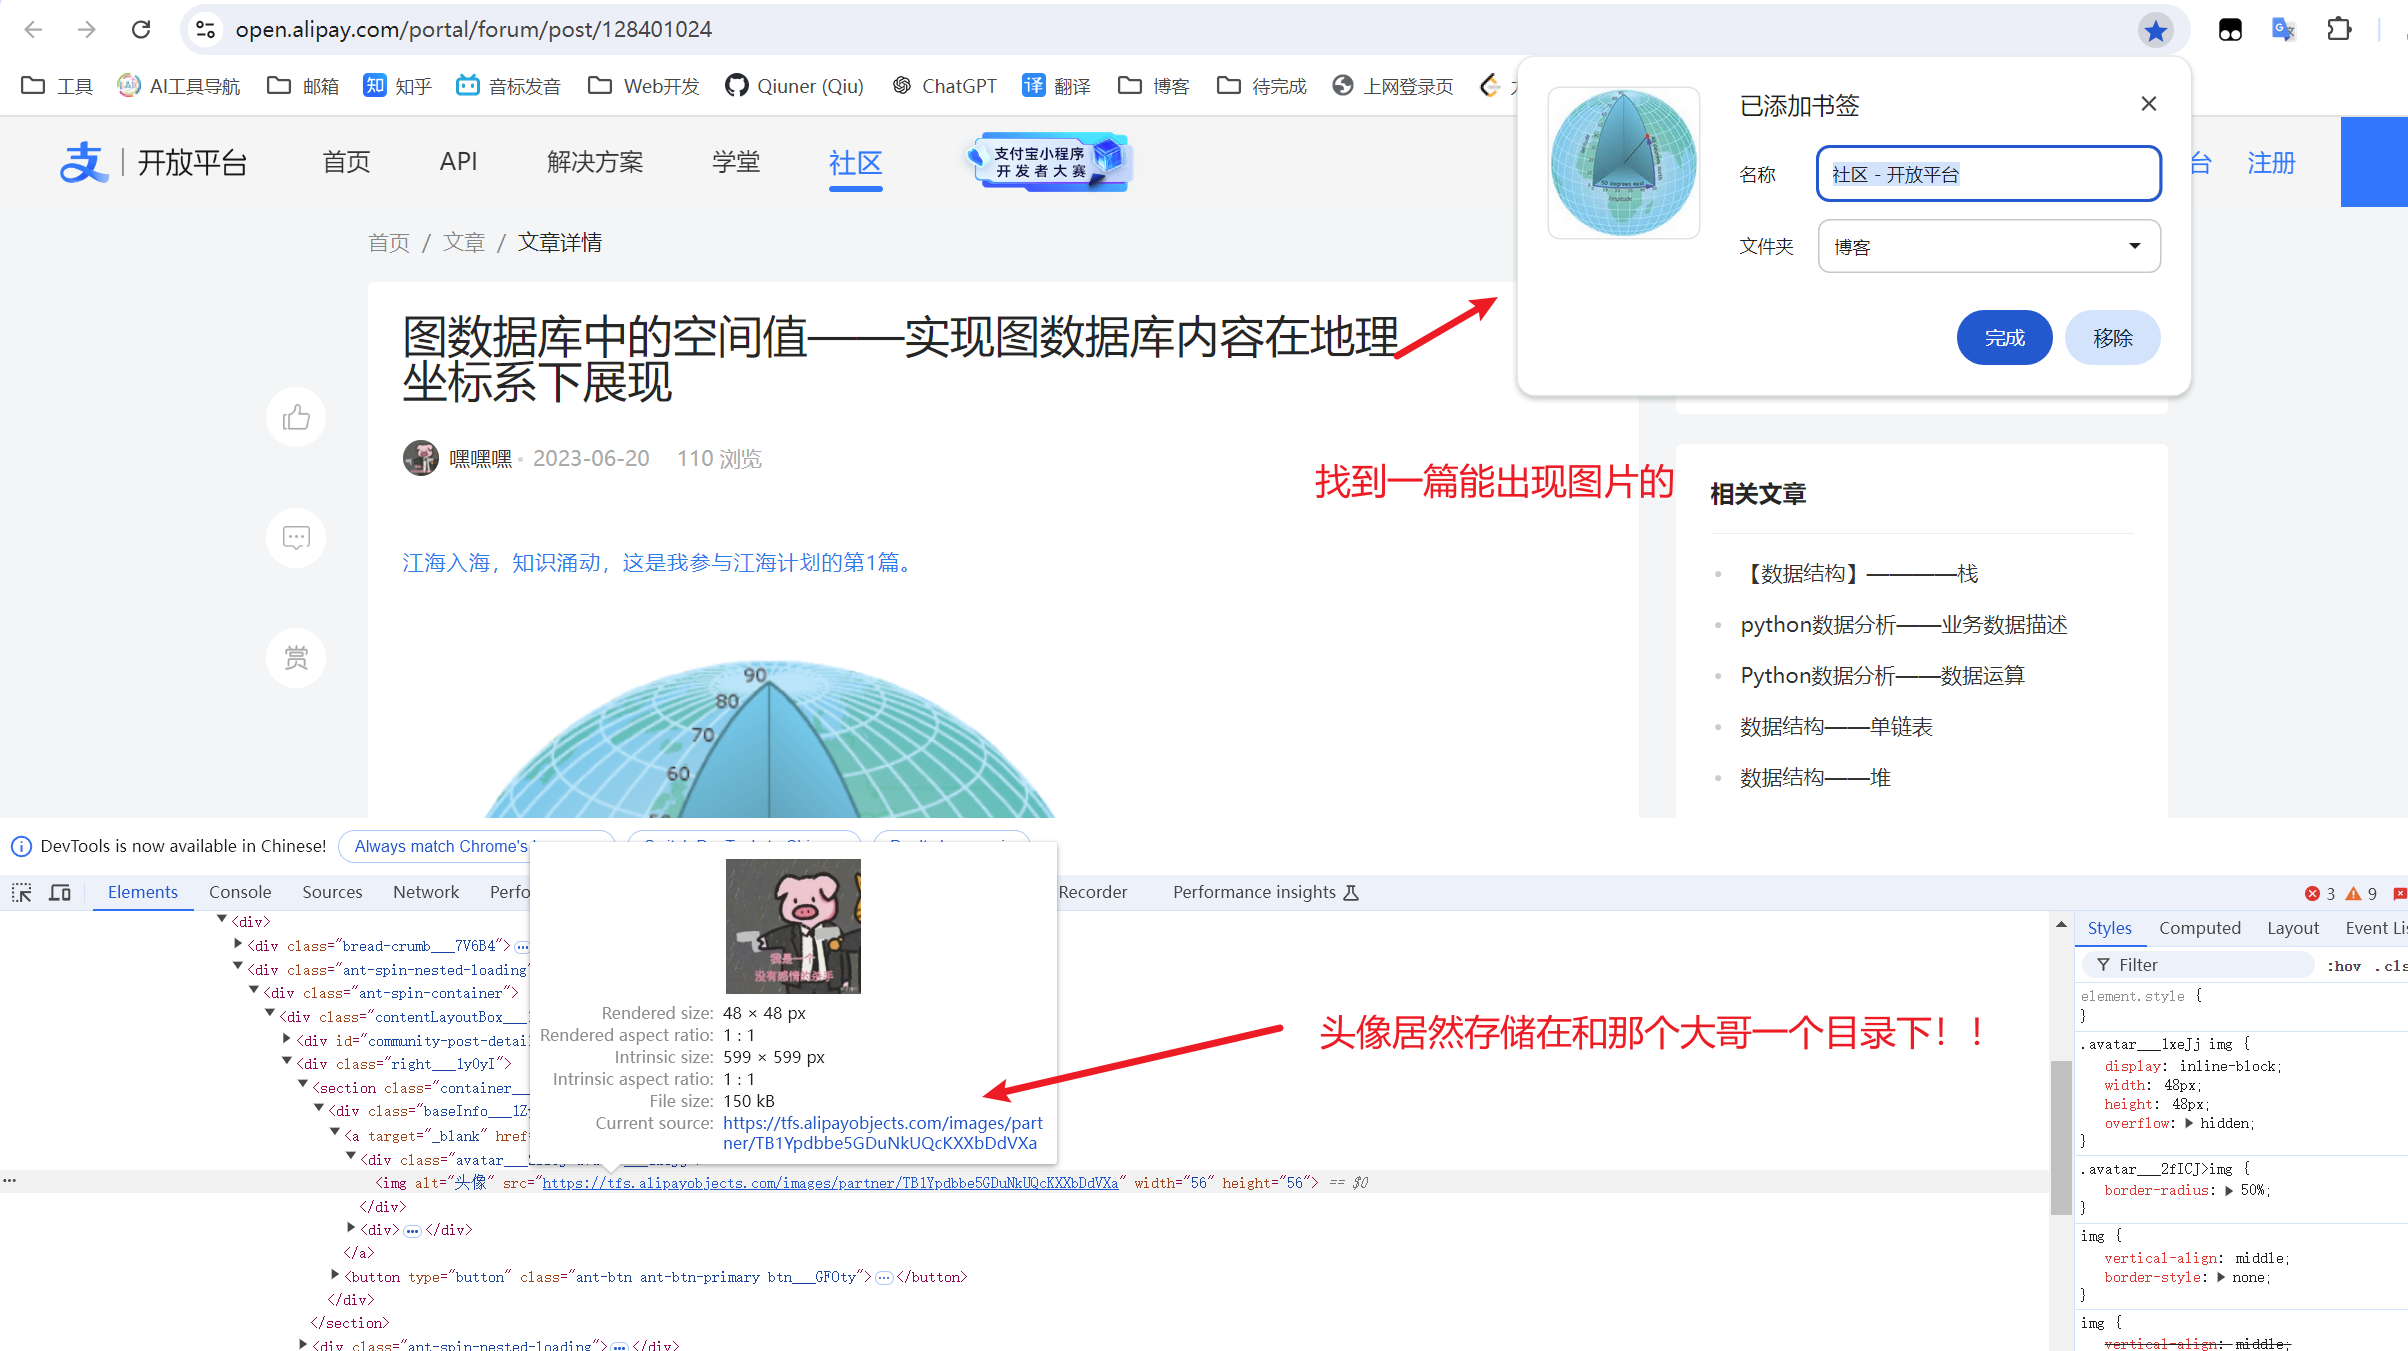 open.alipay.com/portal/forum/post/128401024
工具
AI工具导航
邮箱
知 知乎
音标发音
Web开发
Qiuner (Qiu)
ChatGPT
译 翻译
博客
待完成
上网登录页
已添加书签
名称
社区 - 开放平台
文件夹
博客
完成
移除
支 开放平台
首页
API
解决方案
学堂
社区
支付宝小程序
开发者大赛
台
注册
首页 / 文章 / 文章详情
图数据库中的空间值——实现图数据库内容在地理
坐标系下展现
嘿嘿嘿 2023-06-20 110 浏览
赏
找到一篇能出现图片的
江海入海，知识涌动，这是我参与江海计划的第1篇。
90
80
70
60
相关文章
【数据结构】————栈
python数据分析——业务数据描述
Python数据分析——数据运算
数据结构——单链表
数据结构——堆
DevTools is now available in Chinese!
Always match Chrome's
Elements
Console
Sources
Network
Perfo
Recorder
Performance insights
3
9
我是一个
没有感情的杀手
Rendered size: 48 × 48 px
Rendered aspect ratio: 1 : 1
Intrinsic size: 599 × 599 px
Intrinsic aspect ratio: 1 : 1
File size: 150 kB
Current source: https://tfs.alipayobjects.com/images/part
ner/TB1Ypdbbe5GDuNkUQcKXXbDdVXa
头像居然存储在和那个大哥一个目录下！！
<div>
<div class="bread-crumb___7V6B4">
<div class="ant-spin-nested-loading"
<div class="ant-spin-container">
<div class="contentLayoutBox___
<div id="community-post-detai
<div class="right___1yOyI">
<section class="container___
<div class="baseInfo___1Z
<a target="_blank" href
<div class="avatar___
<img alt="头像" src="https://tfs.alipayobjects.com/images/partner/TB1Ypdbbe5GDuNkUQcKXXbDdVXa" width="56" height="56"> == $0
</div>
<div> </div>
</a>
<button type="button" class="ant-btn ant-btn-primary btn___GFOty"> </button>
</div>
</section>
<div class="ant-spin-nested-loading"> </div>
Styles
Computed
Layout
Event Lis
Filter
:hov .cls
element.style {
}
.avatar___1xeJj img {
display: inline-block;
width: 48px;
height: 48px;
overflow: hidden;
}
.avatar___2fICJ>img {
border-radius: 50%;
}
img {
vertical-align: middle;
border-style: none;
}
img {
vertical-align: middle;